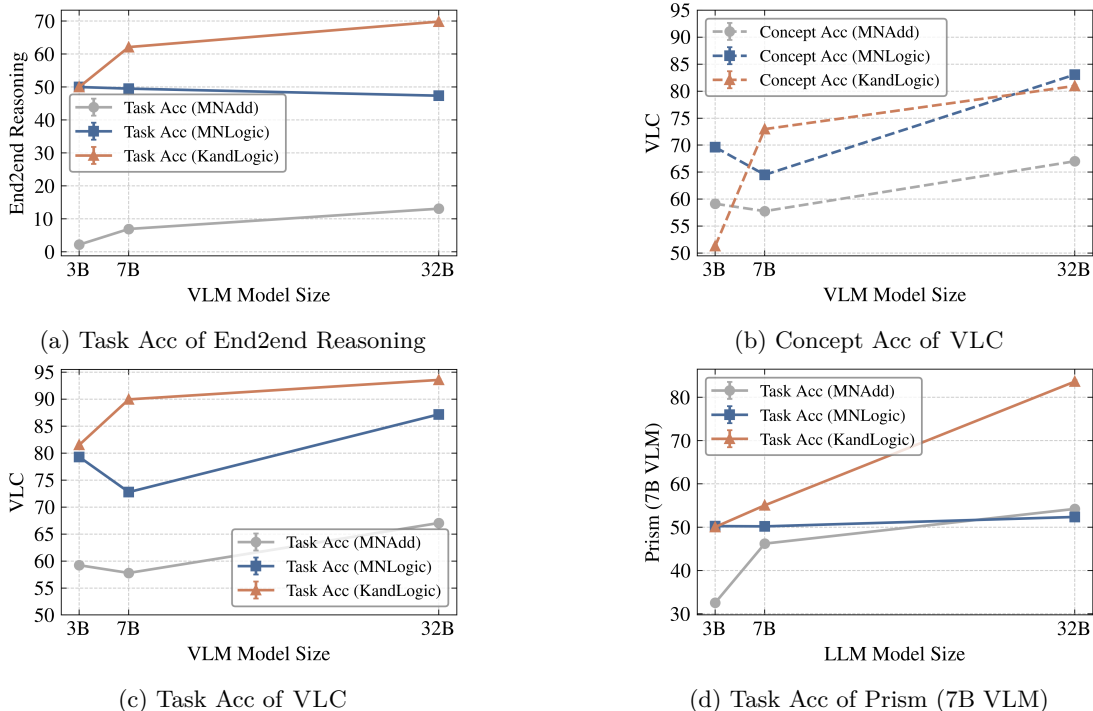 70
60
50
40
30
20
10
0
End2end Reasoning
Task Acc (MNAdd)
Task Acc (MNLogic)
Task Acc (KandLogic)
3B 7B 32B
VLM Model Size
(a) Task Acc of End2end Reasoning
95
90
85
80
75
70
65
60
55
50
VLC
Concept Acc (MNAdd)
Concept Acc (MNLogic)
Concept Acc (KandLogic)
3B 7B 32B
VLM Model Size
(b) Concept Acc of VLC
95
90
85
80
75
70
65
60
55
50
VLC
Task Acc (MNAdd)
Task Acc (MNLogic)
Task Acc (KandLogic)
3B 7B 32B
VLM Model Size
(c) Task Acc of VLC
80
70
60
50
40
30
Prism (7B VLM)
Task Acc (MNAdd)
Task Acc (MNLogic)
Task Acc (KandLogic)
3B 7B 32B
LLM Model Size
(d) Task Acc of Prism (7B VLM)